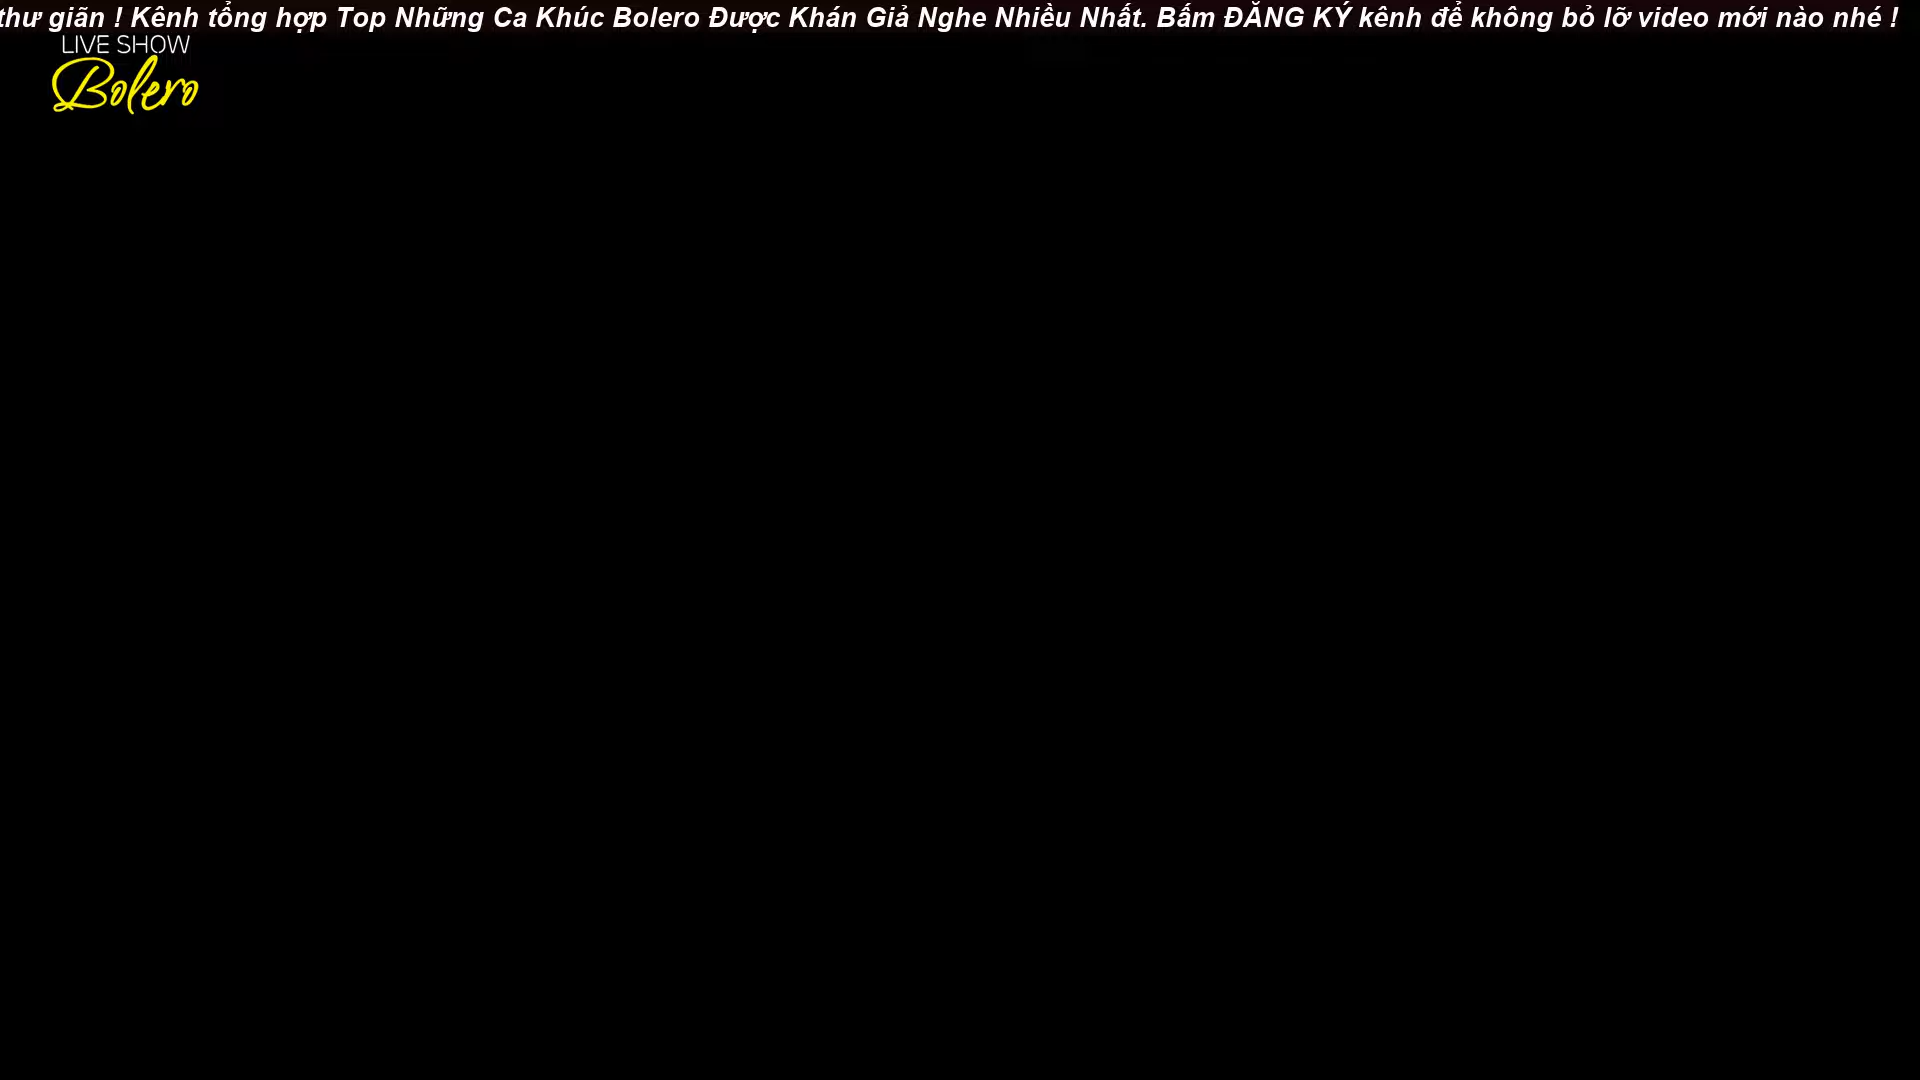 thư giãn ! Kênh tổng hợp Top Những Ca Khúc Bolero Được Khán Giả Nghe Nhiều Nhất. Bấm ĐĂNG KÝ kênh để không bỏ lỡ video mới nào nhé !
LIVE SHOW
Bolero